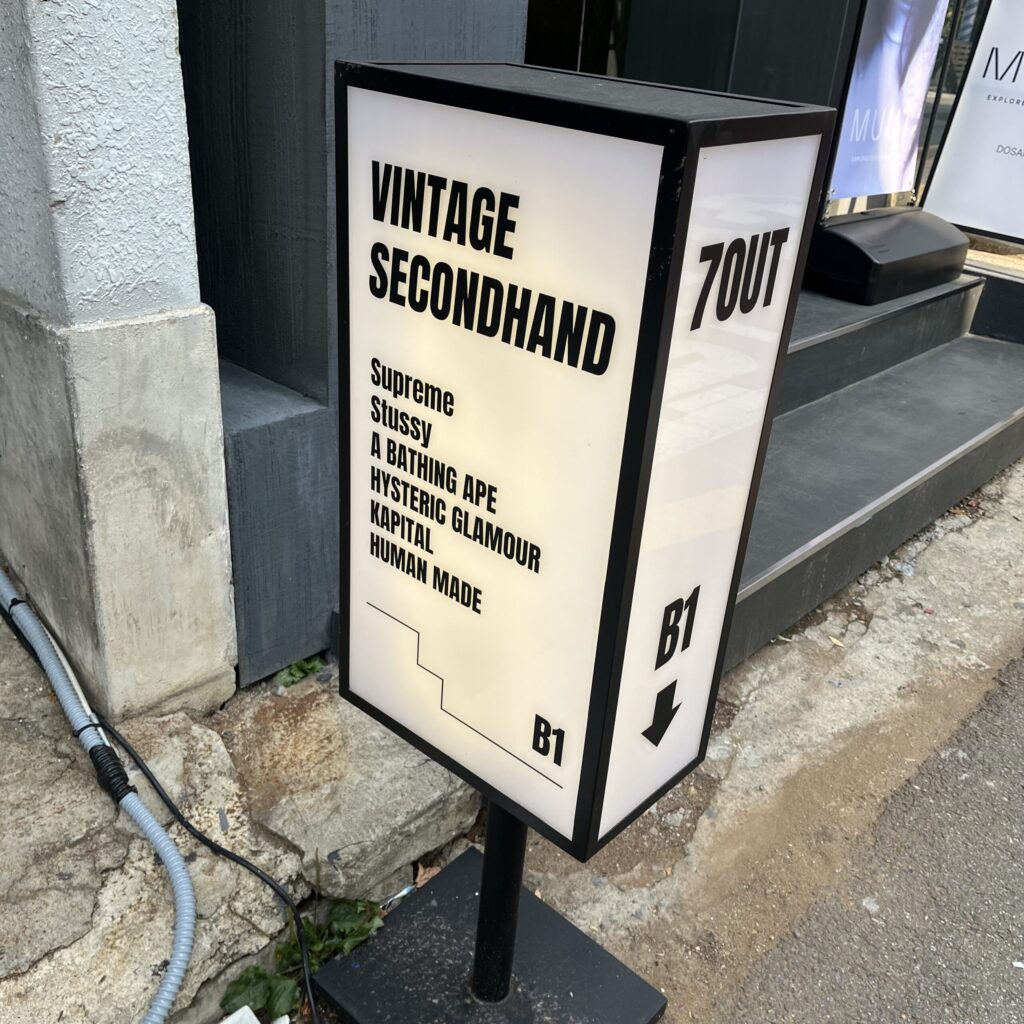 VINTAGE
SECONDHAND
Supreme
Stussy
A BATHING APE
HYSTERIC GLAMOUR
KAPITAL
HUMAN MADE
B1
7OUT
B1